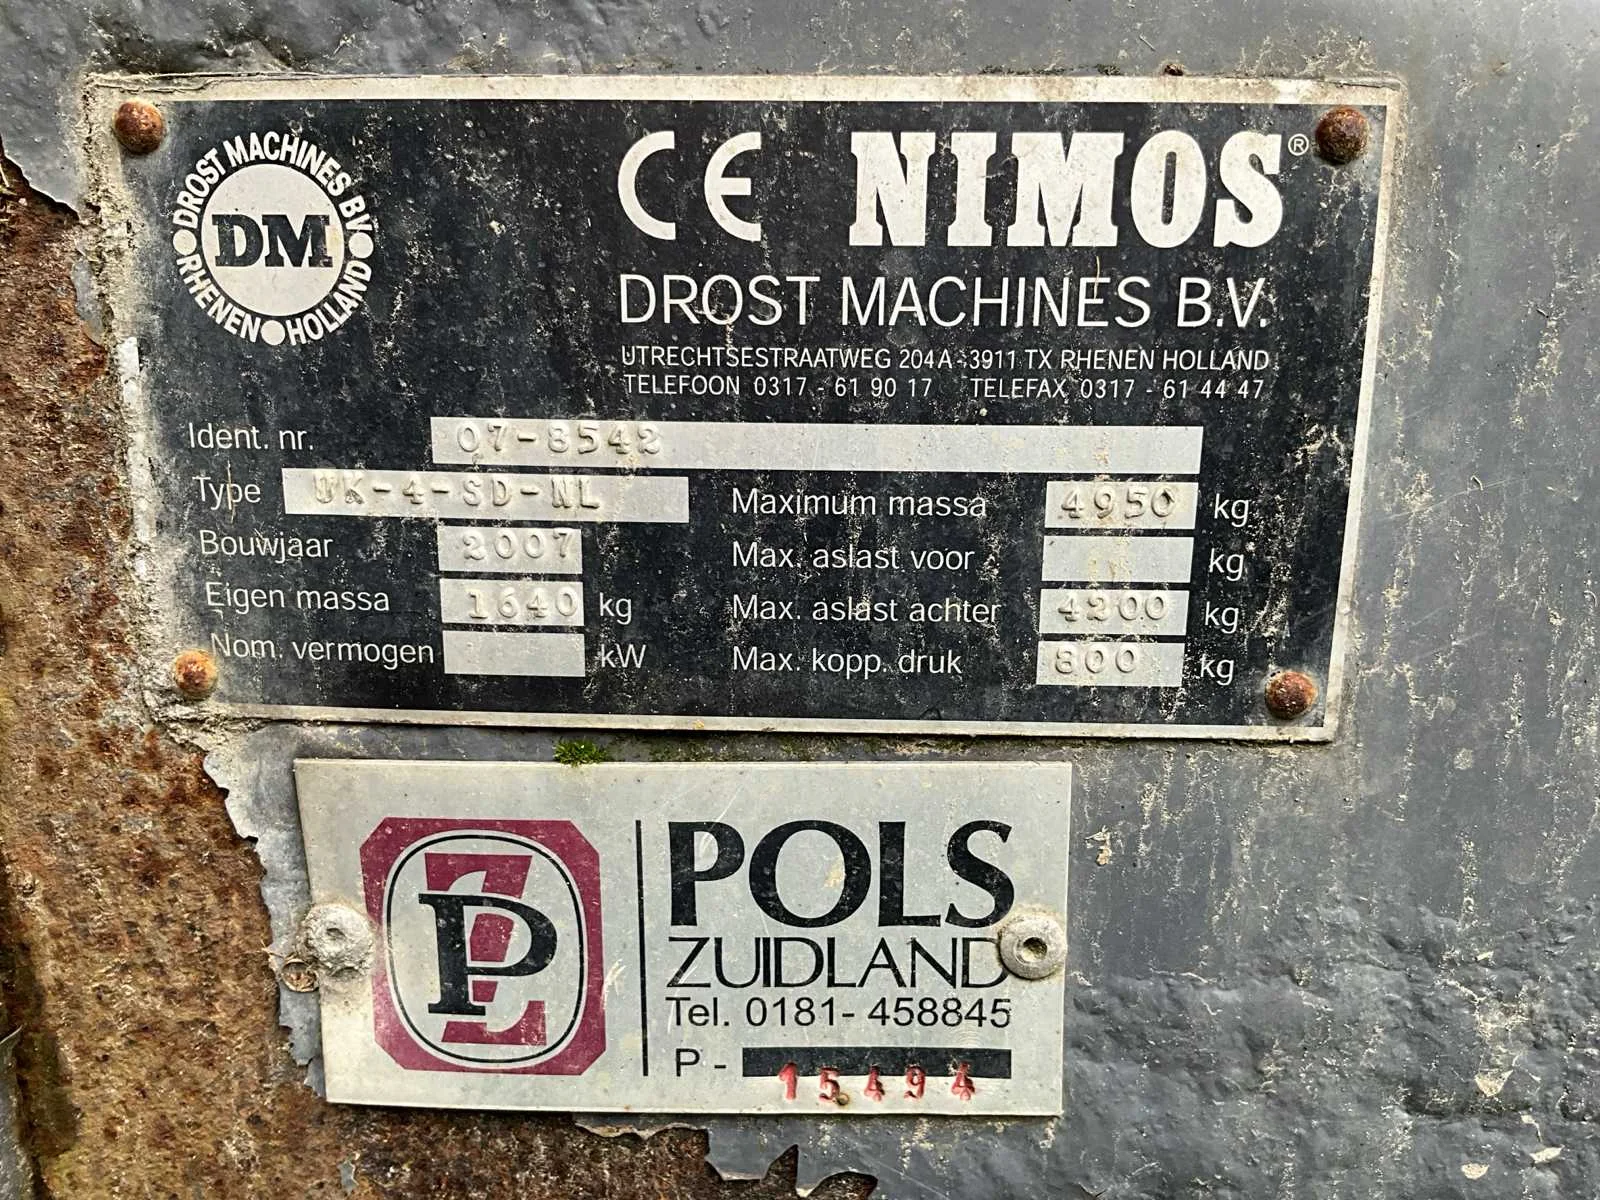 DROST MACHINES BV
RHENEN HOLLAND
DM
CE NIMOS®
DROST MACHINES B.V.
UTRECHTSESTRAATWEG 204A-3911 TX RHENEN HOLLAND
TELEFOON 0317 - 61 90 17 TELEFAX 0317 - 61 44 47
Ident. nr. 07-8542
Type UK-4-SD-NL
Bouwjaar 2007
Eigen massa 1640 kg
Nom. vermogen kW
Maximum massa 4950 kg
Max. aslast voor kg
Max. aslast achter 4200 kg
Max. kopp. druk 800 kg
PZ
POLS
ZUIDLAND
Tel. 0181- 458845
P - 15494